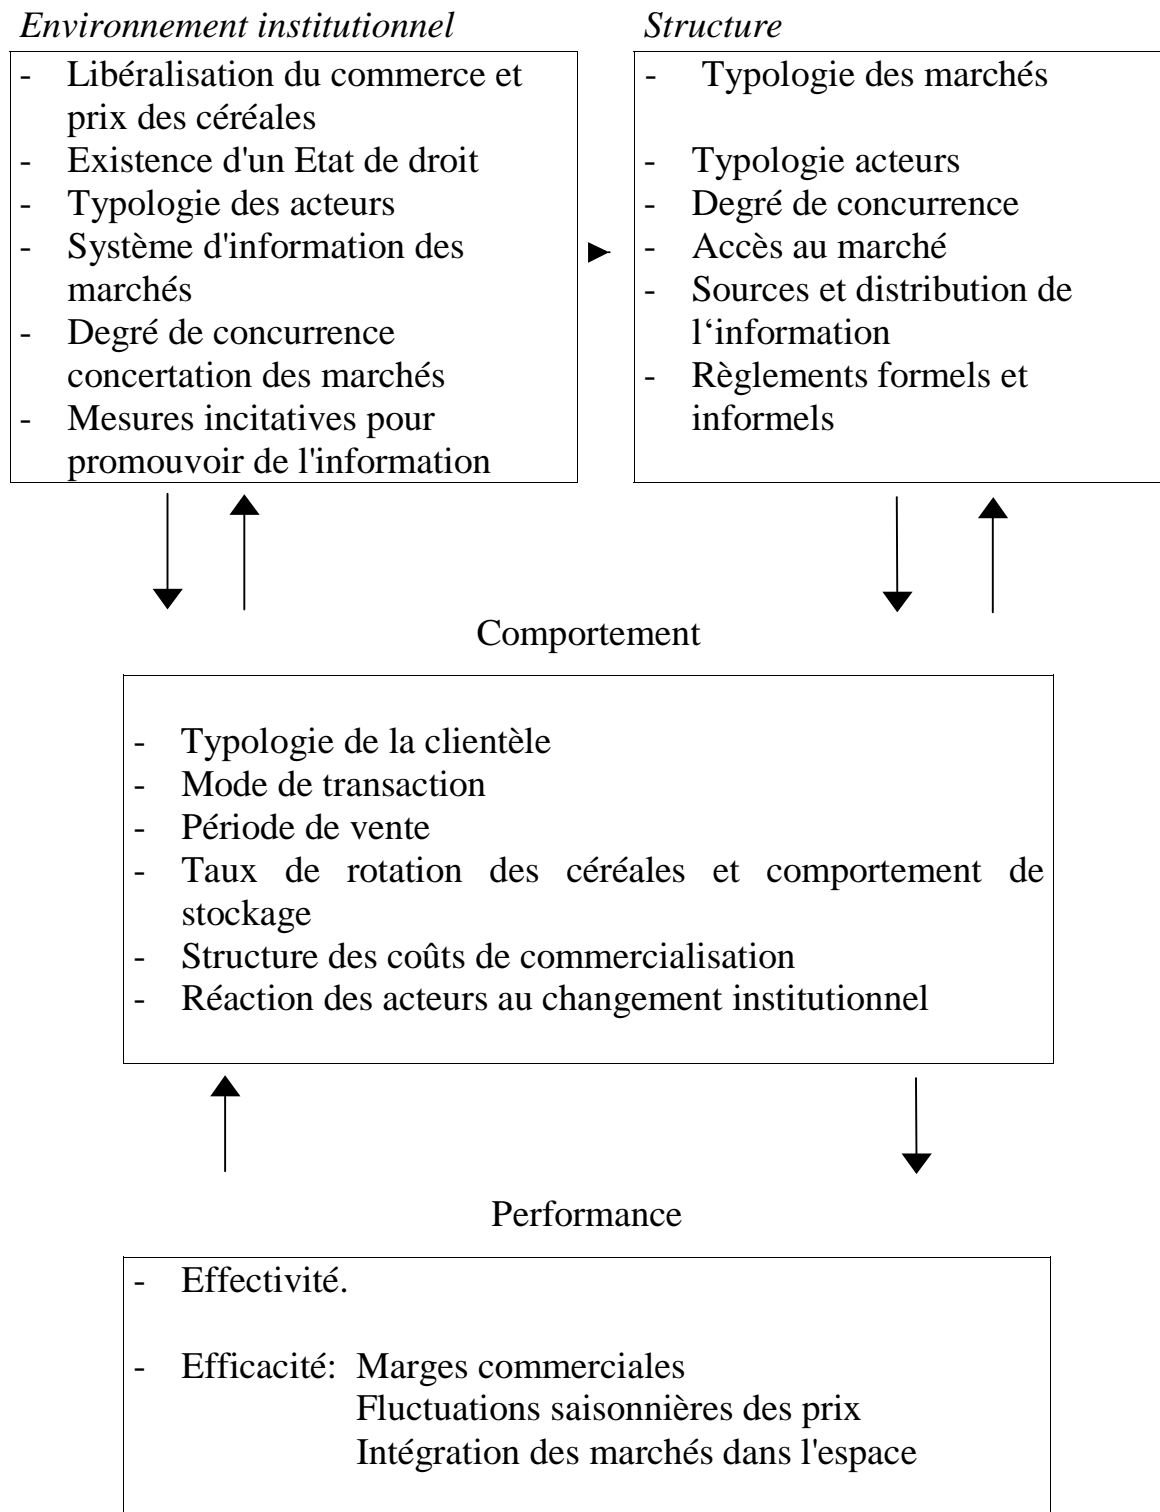 Environnement institutionnel
- Libéralisation du commerce et
prix des céréales
- Existence d'un Etat de droit
- Typologie des acteurs
- Système d'information des
marchés
- Degré de concurrence
concertation des marchés
- Mesures incitatives pour
promouvoir de l'information
Structure
- Typologie des marchés
- Typologie acteurs
- Degré de concurrence
- Accès au marché
- Sources et distribution de
l‘information
- Règlements formels et
informels
Comportement
- Typologie de la clientèle
- Mode de transaction
- Période de vente
- Taux de rotation des céréales et comportement de
stockage
- Structure des coûts de commercialisation
- Réaction des acteurs au changement institutionnel
Performance
- Effectivité.
- Efficacité: Marges commerciales
Fluctuations saisonnières des prix
Intégration des marchés dans l'espace